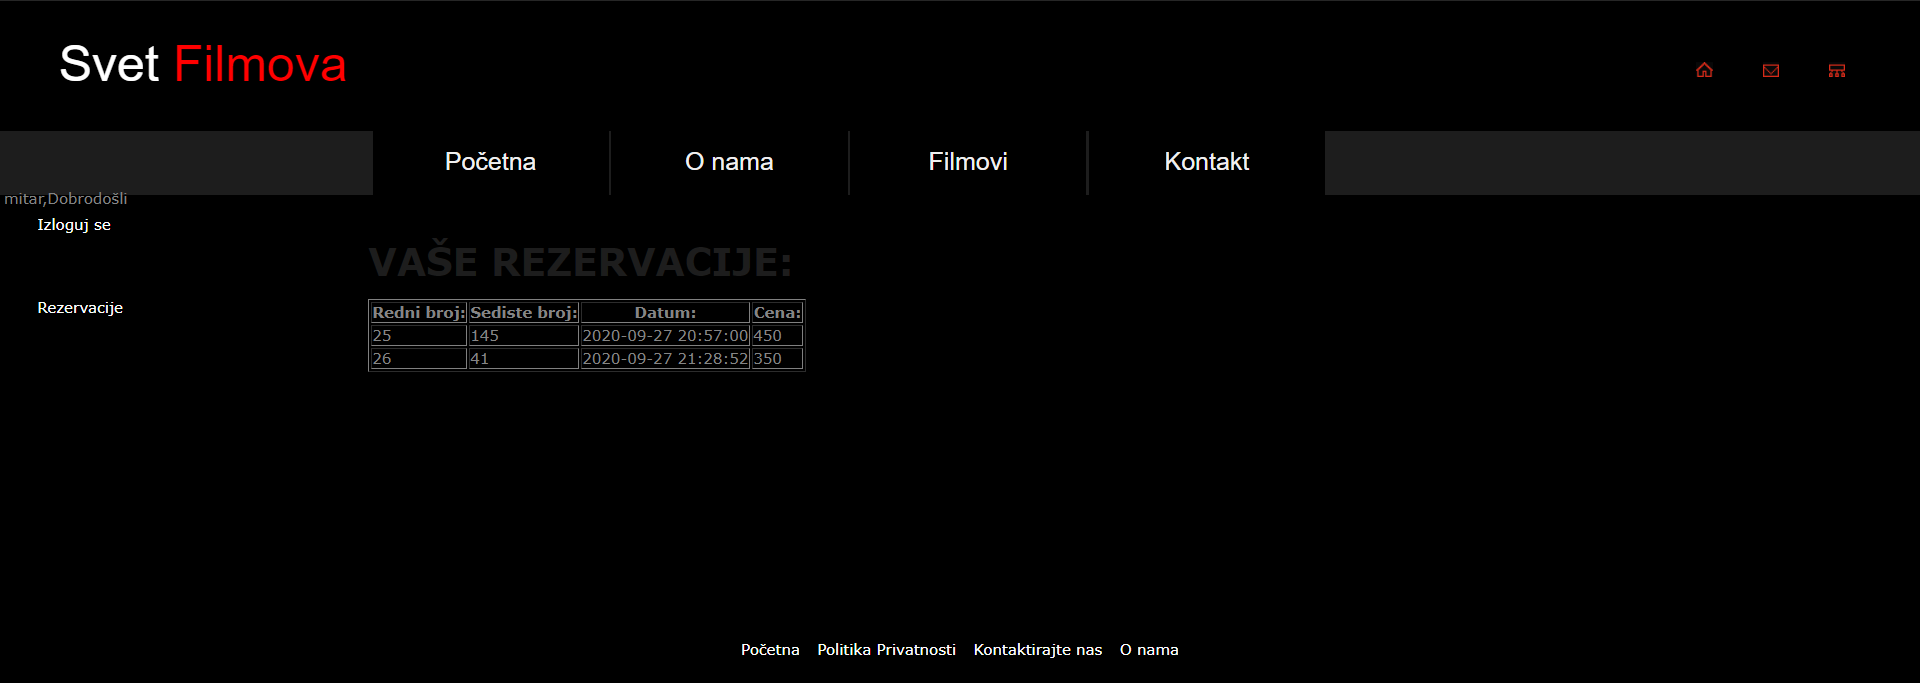 Svet Filmova
Početna O nama Filmovi Kontakt
mitar,Dobrodošli
Izloguj se
VAŠE REZERVACIJE:
Rezervacije
Redni broj: Sediste broj: Datum: Cena:
25 145 2020-09-27 20:57:00 450
26 41 2020-09-27 21:28:52 350
Početna Politika Privatnosti Kontaktirajte nas O nama